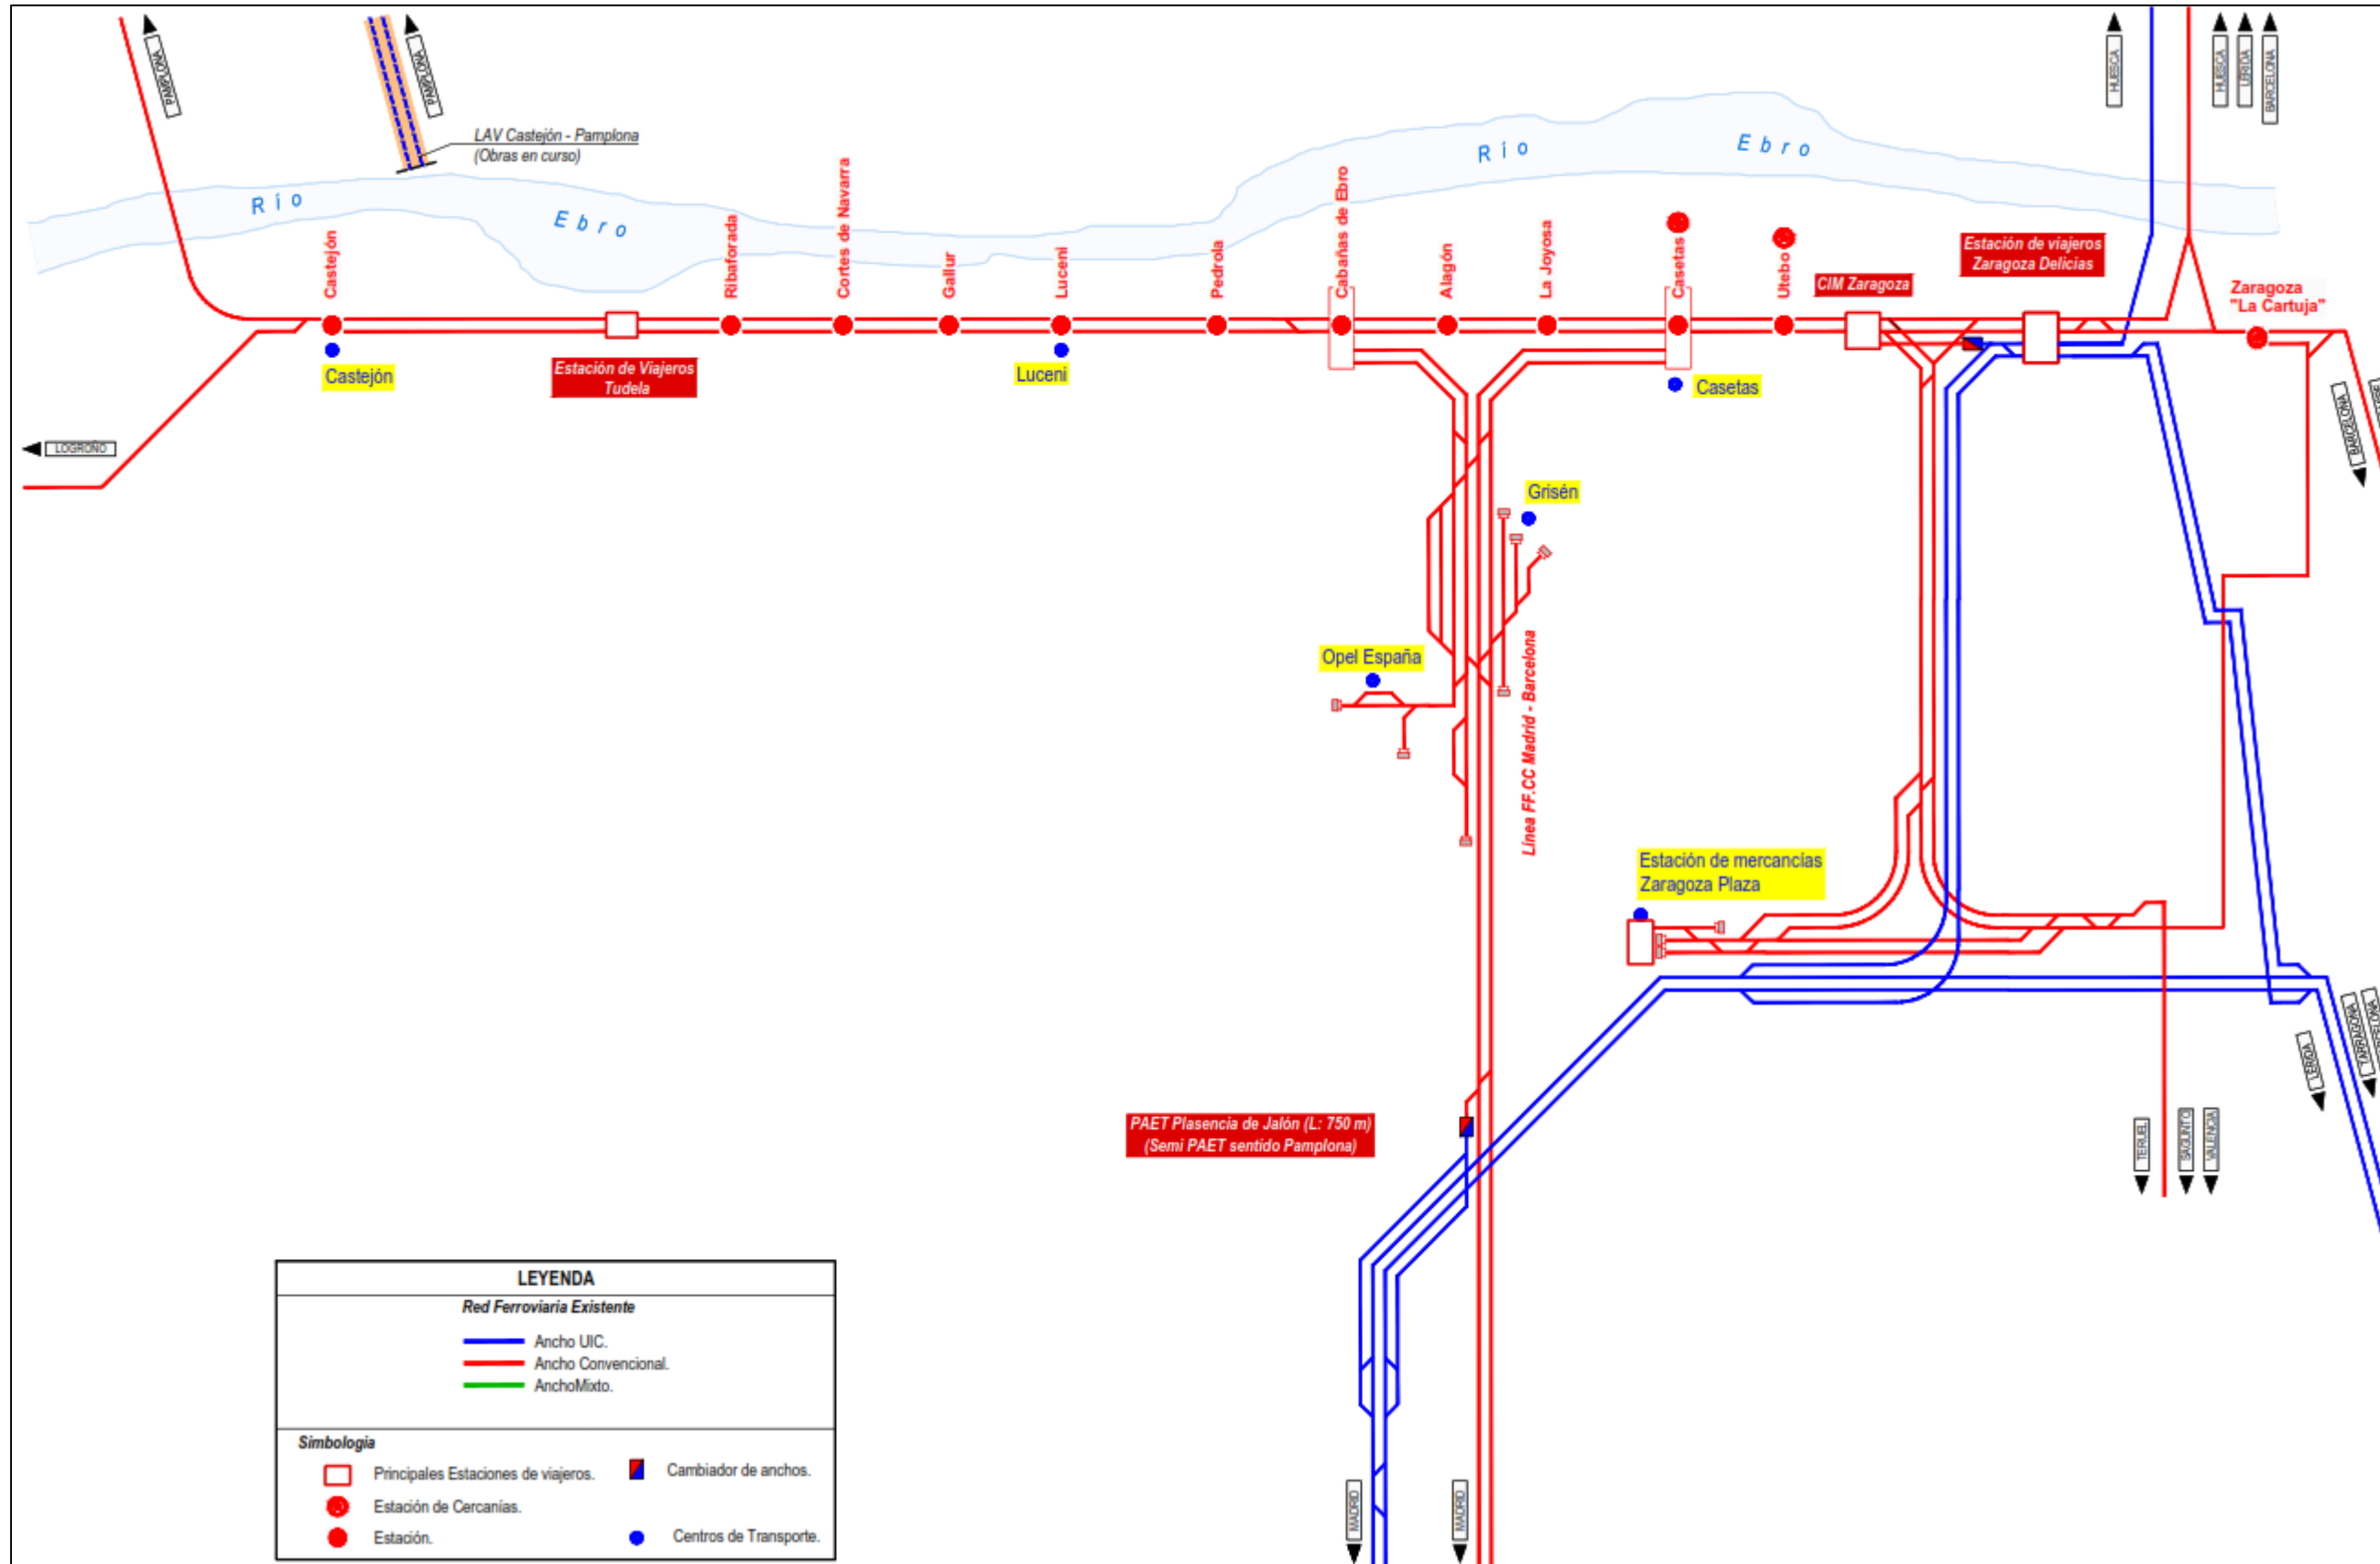 PAMPLONA
PAMPLONA
LAV Castejón - Pamplona
(Obras en curso)
HUESCA
HUESCA
LÉRIDA
BARCELONA
Río
Ebro
Río
Ebro
Castejón
Ribaforada
Cortes de Navarra
Gallur
Luceni
Pedrola
Cabañas de Ebro
Alagón
La Joyosa
Casetas
Utebo
CIM Zaragoza
Estación de viajeros
Zaragoza Delicias
Zaragoza
"La Cartuja"
Castejón
Estación de Viajeros
Tudela
Luceni
Casetas
BARCELONA
LOGROÑO
Grisén
Opel España
Línea FF.CC Madrid - Barcelona
Estación de mercancías
Zaragoza Plaza
LÉRIDA
TARRAGONA
PAET Plasencia de Jalón (L: 750 m)
(Semi PAET sentido Pamplona)
TERUEL
SAGUNTO
VALENCIA
MADRID
MADRID
LEYENDA
Red Ferroviaria Existente
Ancho UIC.
Ancho Convencional.
AnchoMixto.
Simbologia
Principales Estaciones de viajeros.
Cambiador de anchos.
Estación de Cercanías.
Estación.
Centros de Transporte.